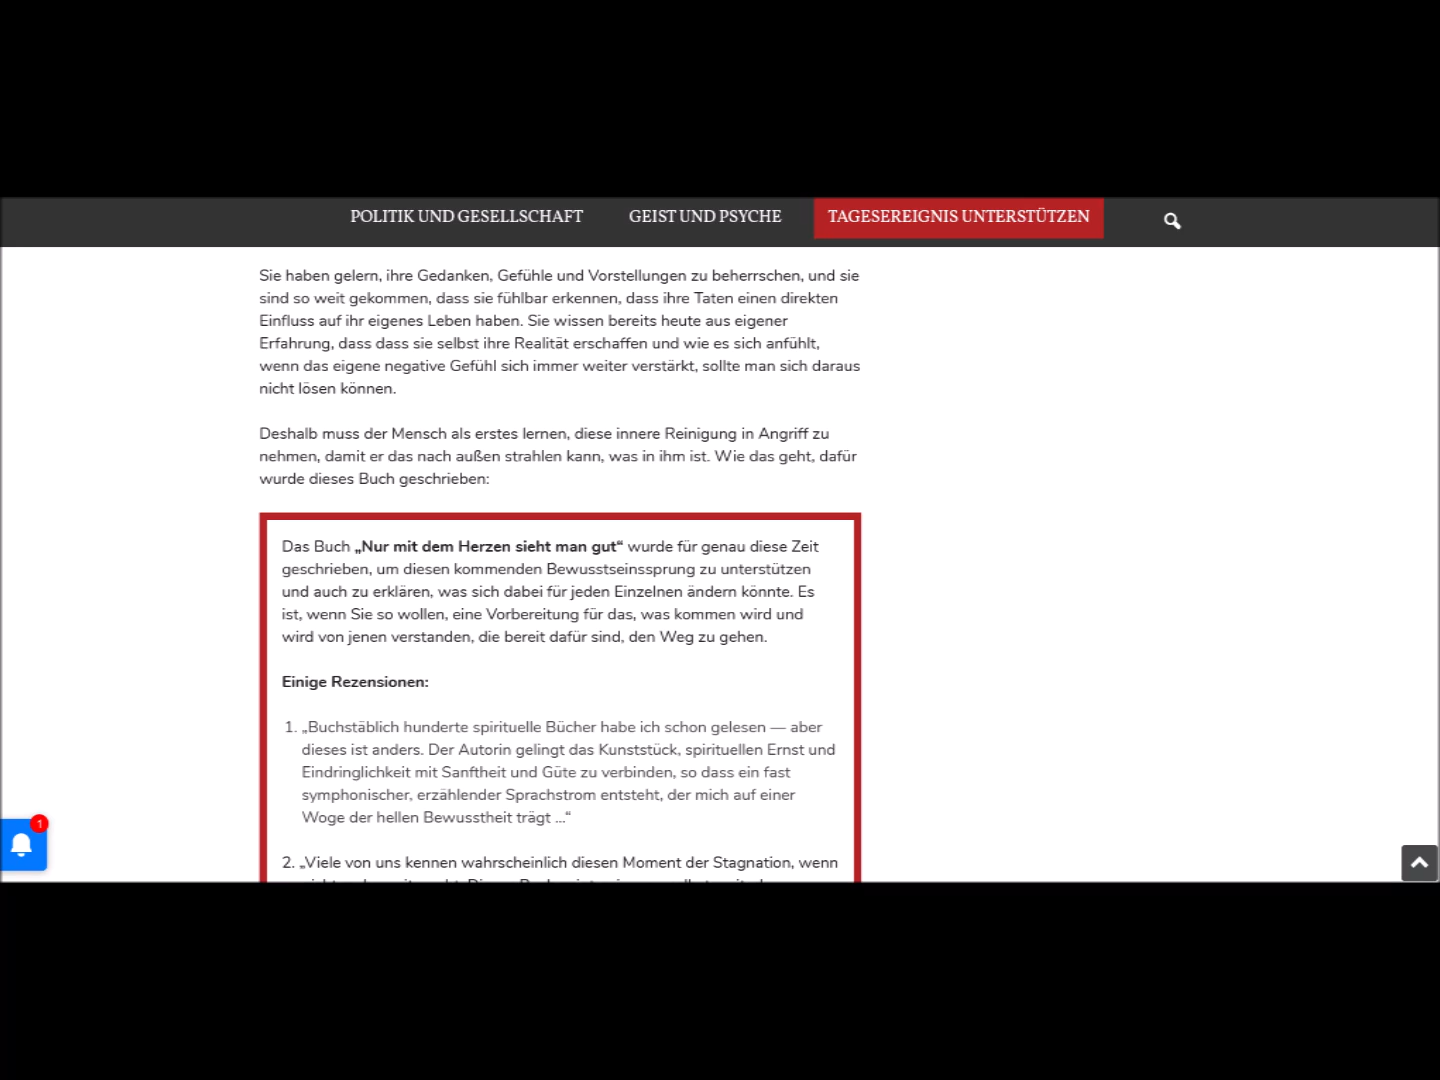 POLITIK UND GESELLSCHAFT GEIST UND PSYCHE TAGESEREIGNIS UNTERSTÜTZEN
Sie haben gelern, ihre Gedanken, Gefühle und Vorstellungen zu beherrschen, und sie
sind so weit gekommen, dass sie fühlbar erkennen, dass ihre Taten einen direkten
Einfluss auf ihr eigenes Leben haben. Sie wissen bereits heute aus eigener
Erfahrung, dass dass sie selbst ihre Realität erschaffen und wie es sich anfühlt,
wenn das eigene negative Gefühl sich immer weiter verstärkt, sollte man sich daraus
nicht lösen können.
Deshalb muss der Mensch als erstes lernen, diese innere Reinigung in Angriff zu
nehmen, damit er das nach außen strahlen kann, was in ihm ist. Wie das geht, dafür
wurde dieses Buch geschrieben:
Das Buch „Nur mit dem Herzen sieht man gut“ wurde für genau diese Zeit
geschrieben, um diesen kommenden Bewusstseinssprung zu unterstützen
und auch zu erklären, was sich dabei für jeden Einzelnen ändern könnte. Es
ist, wenn Sie so wollen, eine Vorbereitung für das, was kommen wird und
wird von jenen verstanden, die bereit dafür sind, den Weg zu gehen.
Einige Rezensionen:
1. „Buchstäblich hunderte spirituelle Bücher habe ich schon gelesen — aber
dieses ist anders. Der Autorin gelingt das Kunststück, spirituellen Ernst und
Eindringlichkeit mit Sanftheit und Güte zu verbinden, so dass ein fast
symphonischer, erzählender Sprachstrom entsteht, der mich auf einer
Woge der hellen Bewusstheit trägt …“
2. „Viele von uns kennen wahrscheinlich diesen Moment der Stagnation, wenn
1